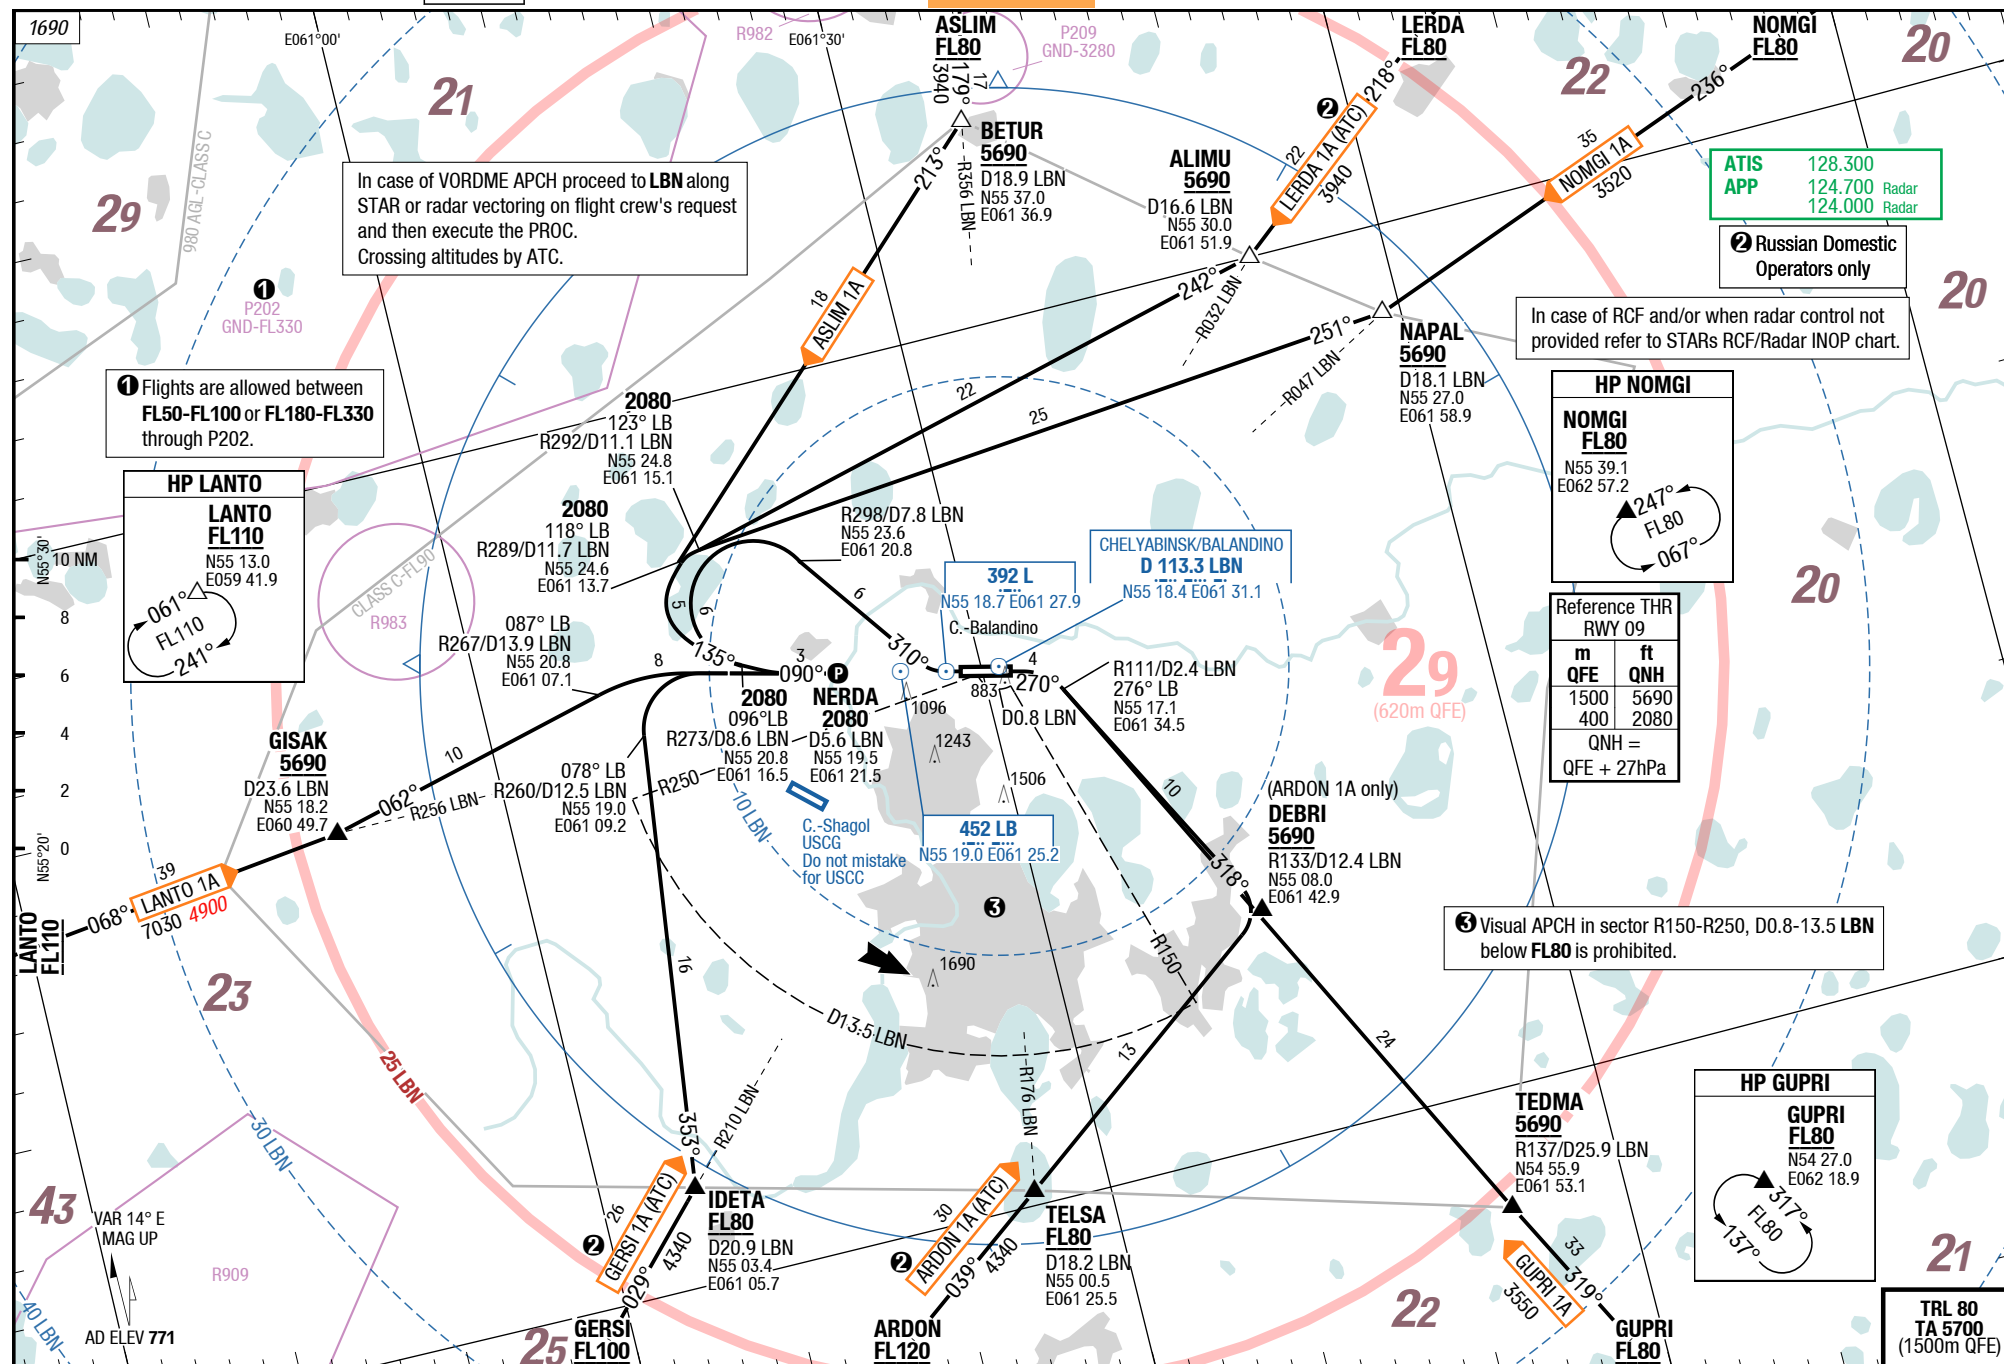 1690
E061°00'
E061°30'
R982
P209
GND-3280
ASLIM
FL80
179°
17
3940
LERDA
FL80
218°
NOMGI
FL80
236°
20
21
22
29
980 AGL-CLASS C
In case of VORDME APCH proceed to LBN along
STAR or radar vectoring on flight crew's request
and then execute the PROC.
Crossing altitudes by ATC.
BETUR
5690
D18.9 LBN
N55 37.0
E061 36.9
R356 LBN
213°
ALIMU
5690
D16.6 LBN
N55 30.0
E061 51.9
2
22
LERDA 1A (ATC)
3940
35
NOMGI 1A
3520
ATIS 128.300
APP 124.700 Radar
124.000 Radar
2 Russian Domestic
Operators only
20
1
P202
GND-FL330
18
ASLIM 1A
242°
R032 LBN
251°
R047 LBN
NAPAL
5690
D18.1 LBN
N55 27.0
E061 58.9
In case of RCF and/or when radar control not
provided refer to STARs RCF/Radar INOP chart.
1 Flights are allowed between
FL50-FL100 or FL180-FL330
through P202.
22
25
HP NOMGI
NOMGI
FL80
N55 39.1
E062 57.2
247°
FL80
067°
2080
123° LB
R292/D11.1 LBN
N55 24.8
E061 15.1
HP LANTO
LANTO
FL110
N55 13.0
E059 41.9
061°
FL110
241°
2080
118° LB
R289/D11.7 LBN
N55 24.6
E061 13.7
R298/D7.8 LBN
N55 23.6
E061 20.8
N55°30'
10 NM
8
6
4
2
0
N55°20'
CLASS C-FL90
R983
392 L
N55 18.7 E061 27.9
C.-Balandino
CHELYABINSK/BALANDINO
D 113.3 LBN
N55 18.4 E061 31.1
20
Reference THR
RWY 09
m ft
QFE QNH
1500 5690
400 2080
QNH =
QFE + 27hPa
29
(620m QFE)
087° LB
R267/D13.9 LBN
N55 20.8
E061 07.1
5
6
6
8
135°
3
090°
P
310°
4
270°
883
D0.8 LBN
R111/D2.4 LBN
276° LB
N55 17.1
E061 34.5
2080
096°LB
R273/D8.6 LBN
N55 20.8
E061 16.5
NERDA
2080
D5.6 LBN
N55 19.5
E061 21.5
1096
1243
1506
GISAK
5690
D23.6 LBN
N55 18.2
E060 49.7
10
062°
R256 LBN
078° LB
R260/D12.5 LBN
N55 19.0
E061 09.2
R250
10 LBN
C.-Shagol
USCG
Do not mistake
for USCC
452 LB
N55 19.0 E061 25.2
10
(ARDON 1A only)
DEBRI
5690
R133/D12.4 LBN
N55 08.0
E061 42.9
318°
39
LANTO 1A
7030 4900
068°
LANTO
FL110
3
3 Visual APCH in sector R150-R250, D0.8-13.5 LBN
below FL80 is prohibited.
23
16
1690
R150
D13.5 LBN
25 LBN
30 LBN
13
24
R176 LBN
R210 LBN
353°
TEDMA
5690
R137/D25.9 LBN
N54 55.9
E061 53.1
HP GUPRI
GUPRI
FL80
N54 27.0
E062 18.9
317°
FL80
137°
43
VAR 14° E
MAG UP
AD ELEV 771
R909
40 LBN
2
26
GERSI 1A (ATC)
4340
029°
IDETA
FL80
D20.9 LBN
N55 03.4
E061 05.7
2
30
ARDON 1A (ATC)
4340
039°
TELSA
FL80
D18.2 LBN
N55 00.5
E061 25.5
33
GUPRI 1A
3550
319°
21
22
25
GERSI
FL100
ARDON
FL120
GUPRI
FL80
TRL 80
TA 5700
(1500m QFE)